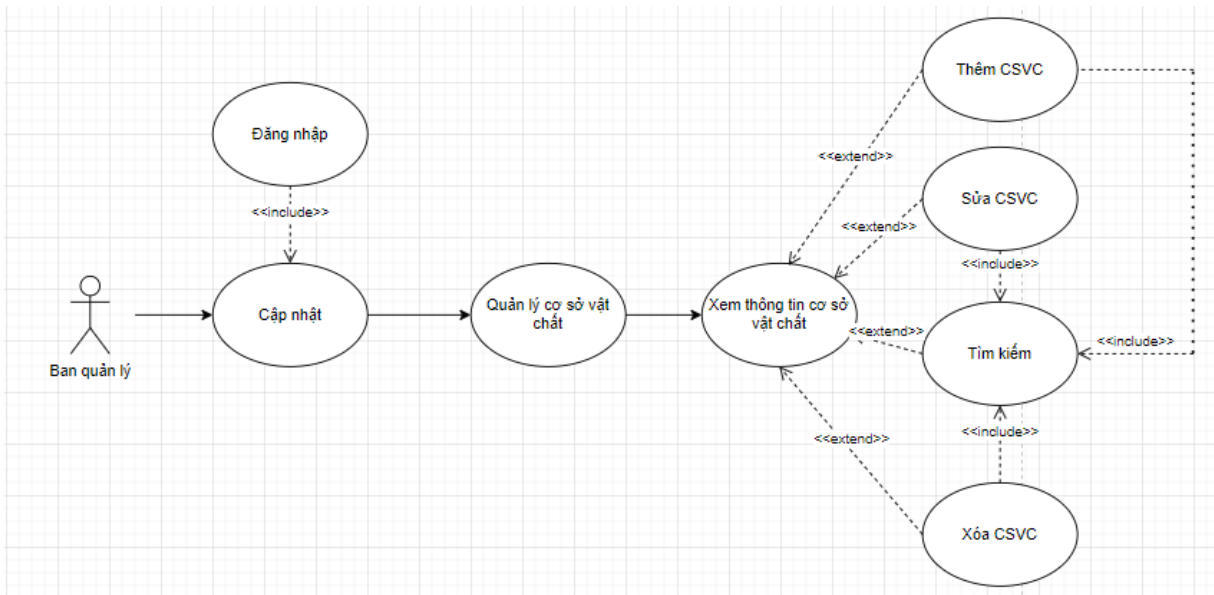 Thêm CSVC
Đăng nhập
<<extend>>
Sửa CSVC
<<include>>
<<extend>>
<<include>>
Cập nhật
Quản lý cơ sở vật
chất
Xem thông tin cơ sở
vật chất
<<extend>>
<<include>>
Tìm kiếm
Ban quản lý
<<extend>>
<<include>>
Xóa CSVC